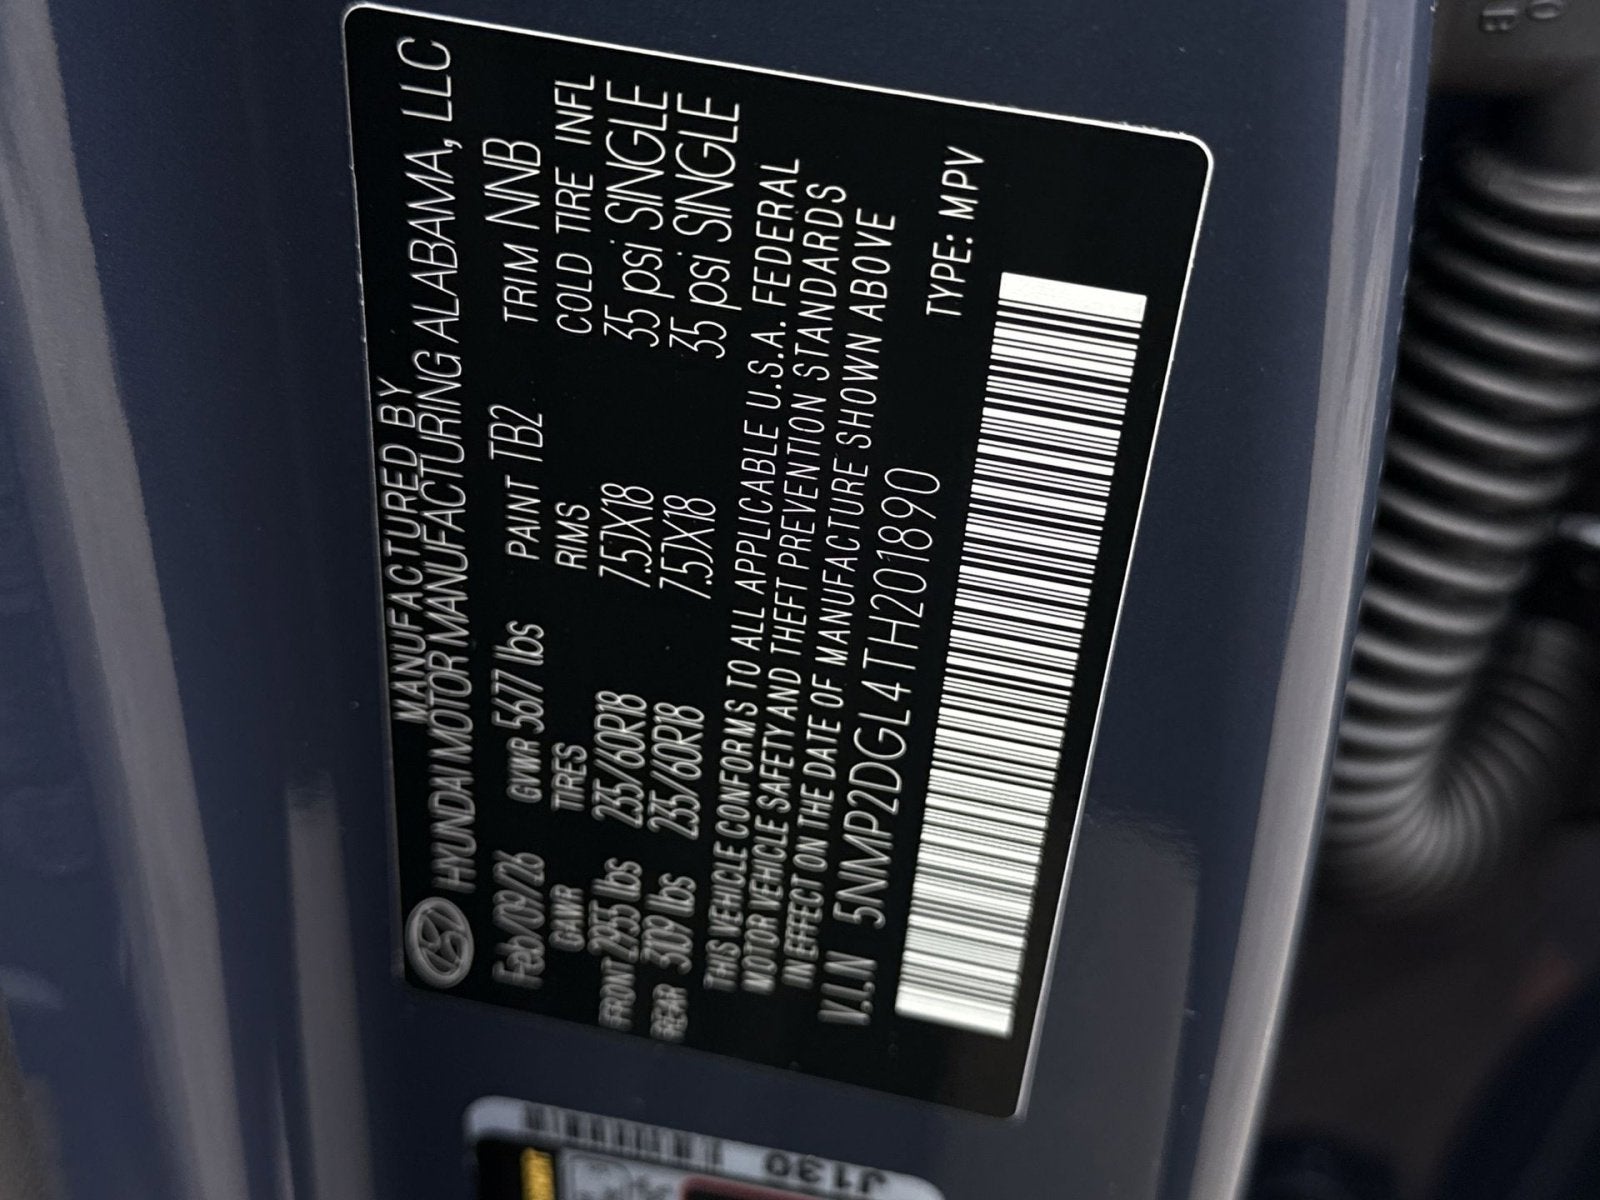 MANUFACTURED BY
HYUNDAI MOTOR MANUFACTURING ALABAMA, LLC
Feb/09/26 GVWR 5677 lbs PAINT TB2 TRIM NNB
GAWR TIRES RIMS COLD TIRE INFL
FRONT 2955 lbs 235/60R18 7.5JX18 35 psi SINGLE
REAR 3109 lbs 235/60R18 7.5JX18 35 psi SINGLE
THIS VEHICLE CONFORMS TO ALL APPLICABLE U.S.A. FEDERAL
MOTOR VEHICLE SAFETY AND THEFT PREVENTION STANDARDS
IN EFFECT ON THE DATE OF MANUFACTURE SHOWN ABOVE
V.I.N 5NMP2DGL4TH201890 TYPE: MPV
J130